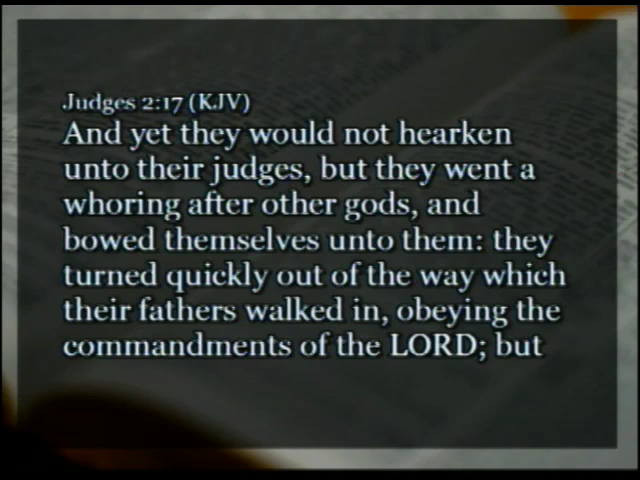 Judges 2:17 (KJV)
And yet they would not hearken
unto their judges, but they went a
whoring after other gods, and
bowed themselves unto them: they
turned quickly out of the way which
their fathers walked in, obeying the
commandments of the LORD; but